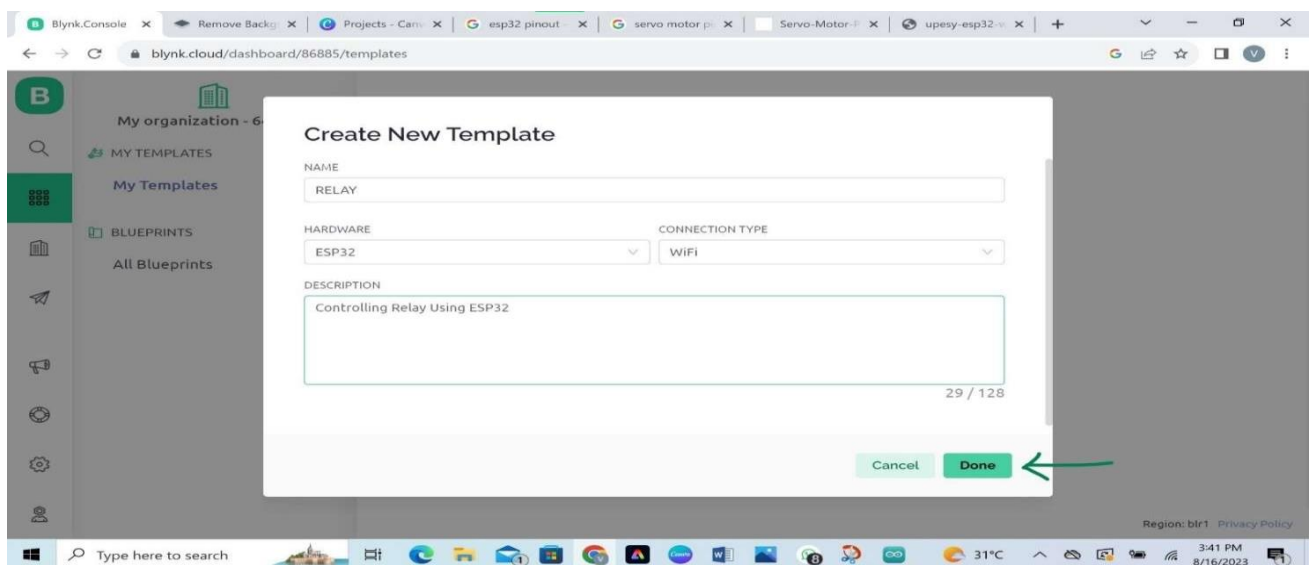 Blynk.Console
Remove Backg
Projects - Can
esp32 pinout
servo motor p
Servo-Motor-
upesy-esp32-w
blynk.cloud/dashboard/86885/templates
B
My organization - 6
MY TEMPLATES
My Templates
BLUEPRINTS
All Blueprints
Create New Template
NAME
RELAY
HARDWARE
CONNECTION TYPE
ESP32
WiFi
DESCRIPTION
Controlling Relay Using ESP32
29 / 128
Cancel
Done
Region: blr1 Privacy Policy
Type here to search
31°C
3:41 PM
8/16/2023